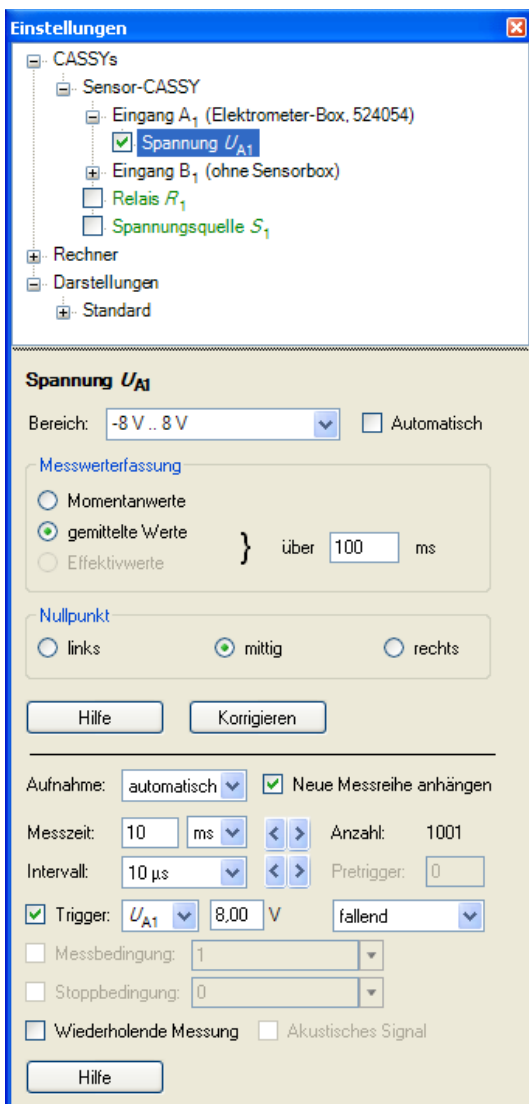 Einstellungen
CASSYs
Sensor-CASSY
Eingang A1 (Elektrometer-Box, 524054)
Spannung UA1
Eingang B1 (ohne Sensorbox)
Relais R1
Spannungsquelle S1
Rechner
Darstellungen
Standard
Spannung UA1
Bereich: -8 V .. 8 V Automatisch
Messwerterfassung
Momentanwerte
gemittelte Werte } über 100 ms
Effektivwerte
Nullpunkt
links mittig rechts
Hilfe Korrigieren
Aufnahme: automatisch Neue Messreihe anhängen
Messzeit: 10 ms < > Anzahl: 1001
Intervall: 10 µs < > Pretrigger: 0
Trigger: UA1 8,00 V fallend
Messbedingung: 1
Stoppbedingung: 0
Wiederholende Messung Akustisches Signal
Hilfe